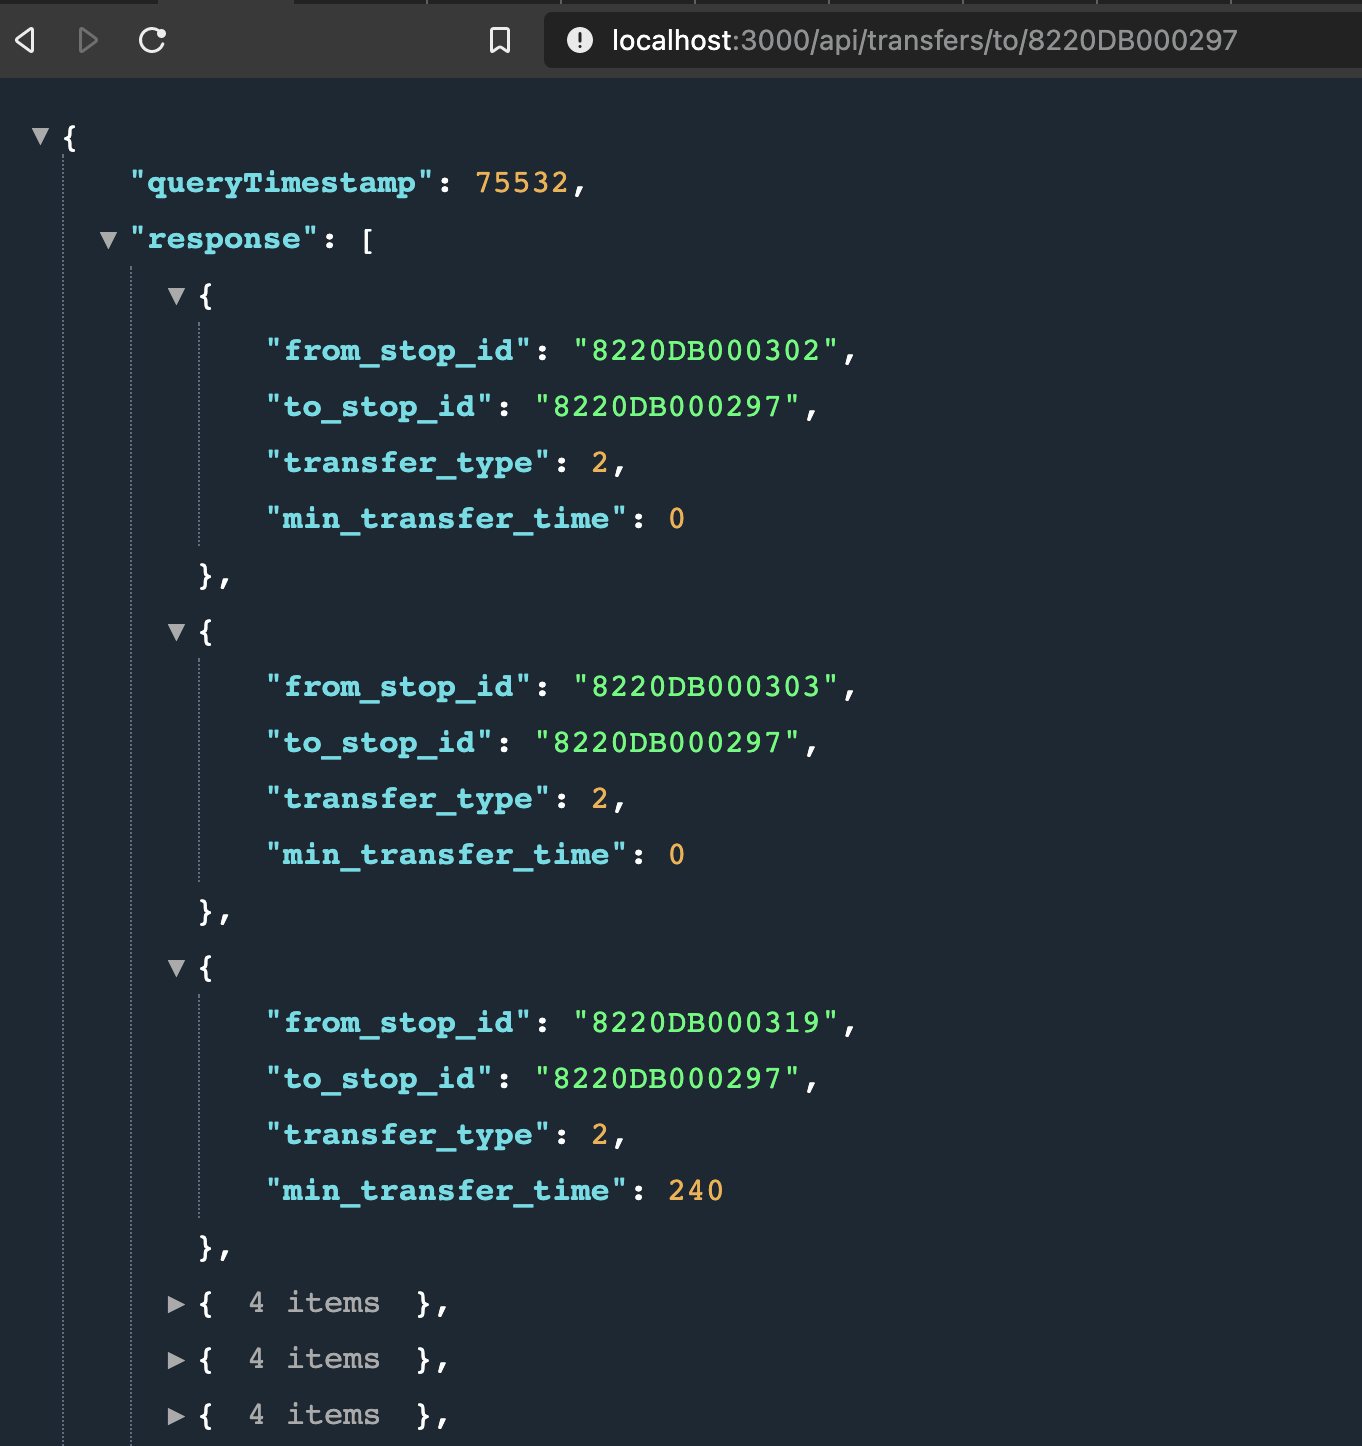 localhost:3000/api/transfers/to/8220DB000297
{
"queryTimestamp": 75532,
"response": [
{
"from_stop_id": "8220DB000302",
"to_stop_id": "8220DB000297",
"transfer_type": 2,
"min_transfer_time": 0
},
{
"from_stop_id": "8220DB000303",
"to_stop_id": "8220DB000297",
"transfer_type": 2,
"min_transfer_time": 0
},
{
"from_stop_id": "8220DB000319",
"to_stop_id": "8220DB000297",
"transfer_type": 2,
"min_transfer_time": 240
},
{ 4 items },
{ 4 items },
{ 4 items },